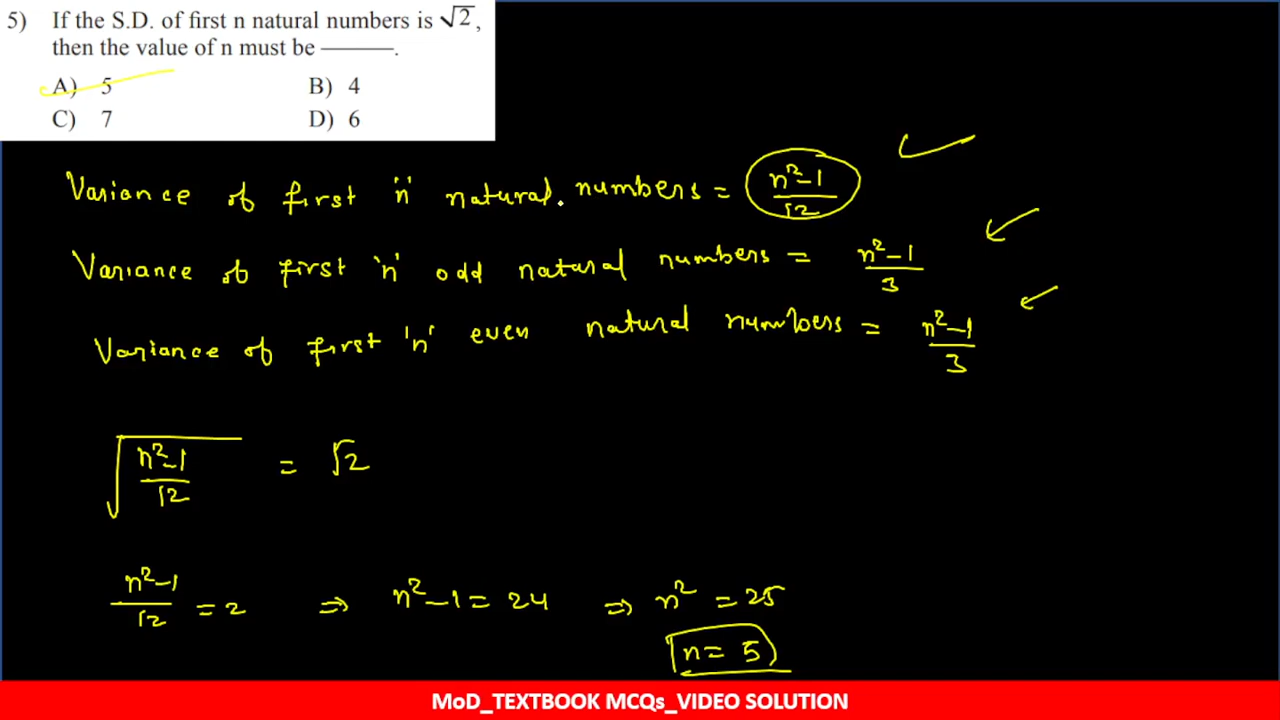 5) If the S.D. of first n natural numbers is √2,
then the value of n must be ———.
A) 5 B) 4
C) 7 D) 6
Variance of first "n" natural numbers = n²-1/12
Variance of first 'n' odd natural numbers = n²-1/3
Variance of first 'n' even natural numbers = n²-1/3
√(n²-1/12) = √2
n²-1/12 = 2 ⇒ n²-1 = 24 ⇒ n² = 25
n = 5
MoD_TEXTBOOK MCQs_VIDEO SOLUTION